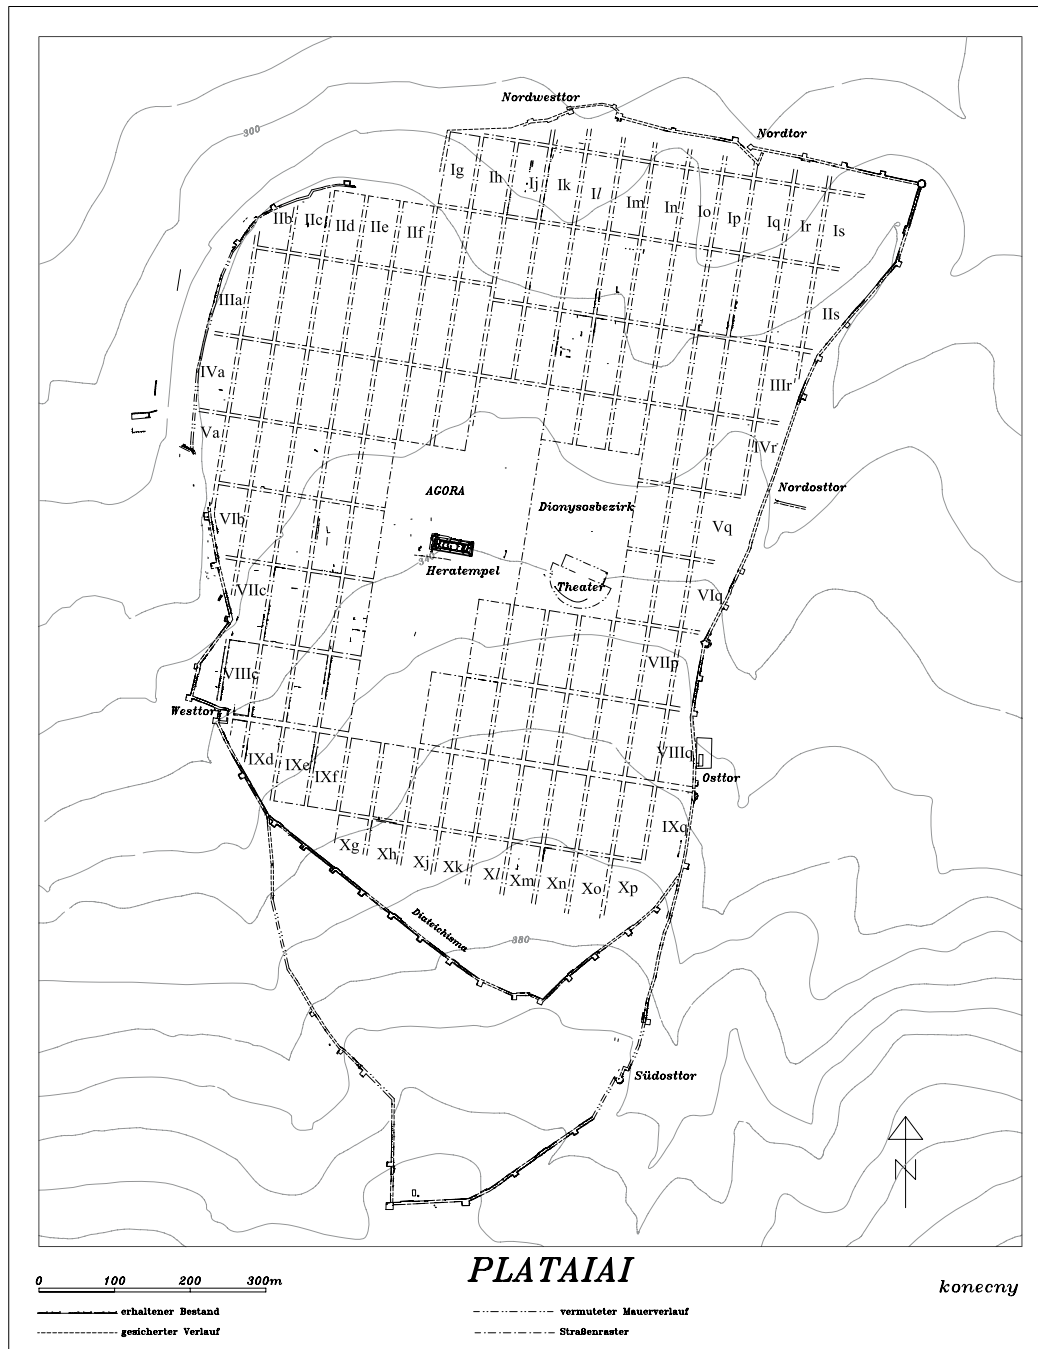 Nordwesttor
300
Nordtor
Ig Ih Ij Ik Il Im In Io Ip Iq Ir Is
IIb IIc IId IIe IIf
IIIa
IIs
IVa
IIIr
Va
IVr
AGORA
Nordosttor
Dionysosbezirk
VIb
Vq
340
Heratempel
Theater
VIIc
VIq
VIIp
VIIIc
Westtor
VIIIq
IXd IXe IXf
Osttor
IXq
Xg Xh Xj Xk Xl Xm Xn Xo Xp
Diateichisma
380
Südosttor
N
PLATAIAI
0 100 200 300m
konecny
erhaltener Bestand
vermuteter Mauerverlauf
gesicherter Verlauf
Straßenraster